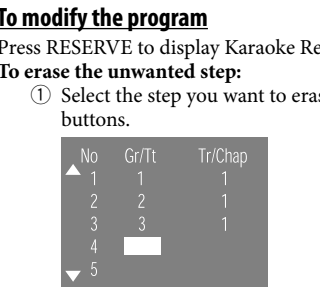 To modify the program
Press RESERVE to display Karaoke Re
To erase the unwanted step:
① Select the step you want to eras
buttons.
No Gr/Tt Tr/Chap
1 1 1
2 2 1
3 3 1
4
5